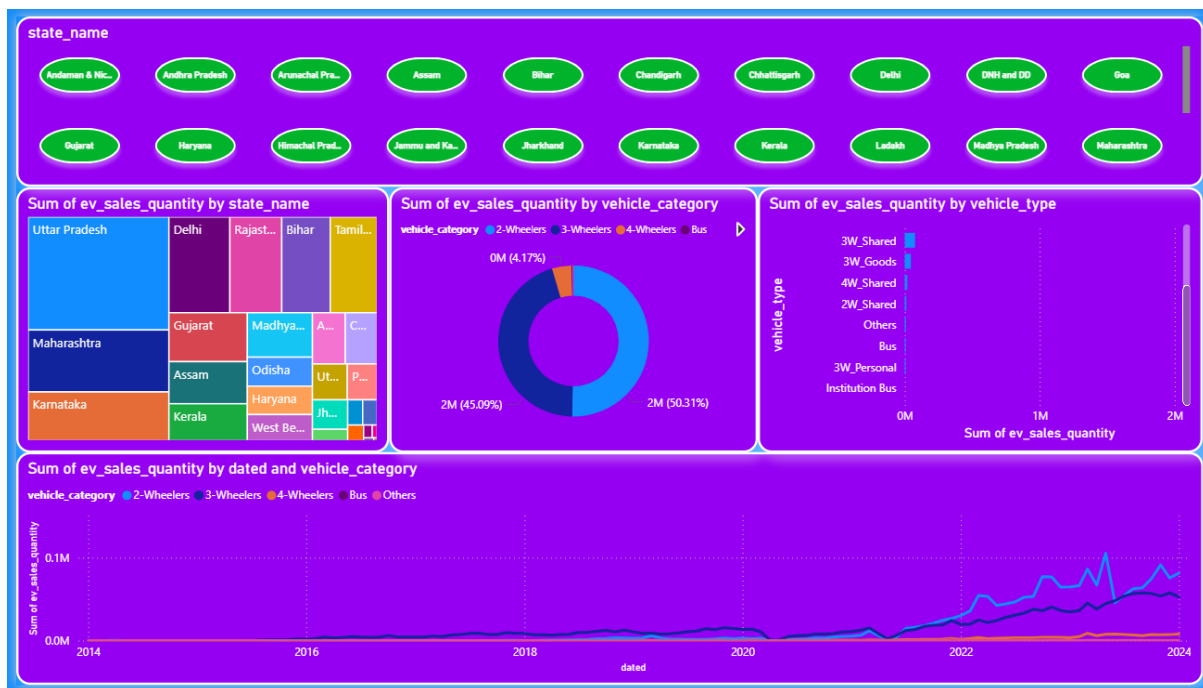 state_name
Andaman & Nic...
Andhra Pradesh
Arunachal Pra...
Assam
Bihar
Chandigarh
Chhattisgarh
Delhi
DNH and DD
Goa
Gujarat
Haryana
Himachal Prad...
Jammu and Ka...
Jharkhand
Karnataka
Kerala
Ladakh
Madhya Pradesh
Maharashtra
Sum of ev_sales_quantity by state_name
Uttar Pradesh
Maharashtra
Karnataka
Delhi
Rajast...
Bihar
Tamil...
Gujarat
Assam
Kerala
Madhya...
Odisha
Haryana
West Be...
A...
C...
Ut...
P...
Jh...
Sum of ev_sales_quantity by vehicle_category
vehicle_category 2-Wheelers 3-Wheelers 4-Wheelers Bus
0M (4.17%)
2M (45.09%)
2M (50.31%)
Sum of ev_sales_quantity by vehicle_type
vehicle_type
3W_Shared
3W_Goods
4W_Shared
2W_Shared
Others
Bus
3W_Personal
Institution Bus
0M 1M 2M
Sum of ev_sales_quantity
Sum of ev_sales_quantity by dated and vehicle_category
vehicle_category 2-Wheelers 3-Wheelers 4-Wheelers Bus Others
Sum of ev_sales_quantity
0.1M
0.0M
2014 2016 2018 2020 2022 2024
dated